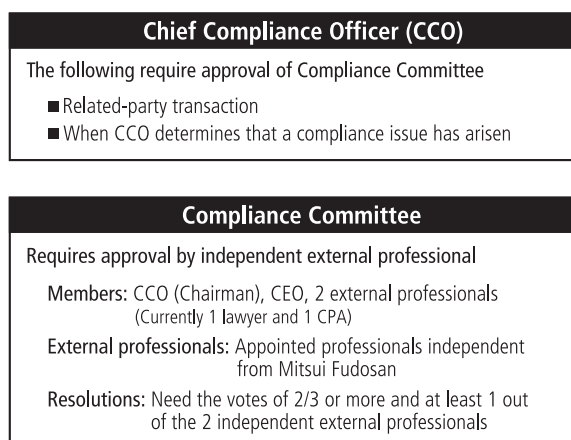 Chief Compliance Officer (CCO)
The following require approval of Compliance Committee
■ Related-party transaction
■ When CCO determines that a compliance issue has arisen
Compliance Committee
Requires approval by independent external professional
Members: CCO (Chairman), CEO, 2 external professionals
(Currently 1 lawyer and 1 CPA)
External professionals: Appointed professionals independent
from Mitsui Fudosan
Resolutions: Need the votes of 2/3 or more and at least 1 out
of the 2 independent external professionals